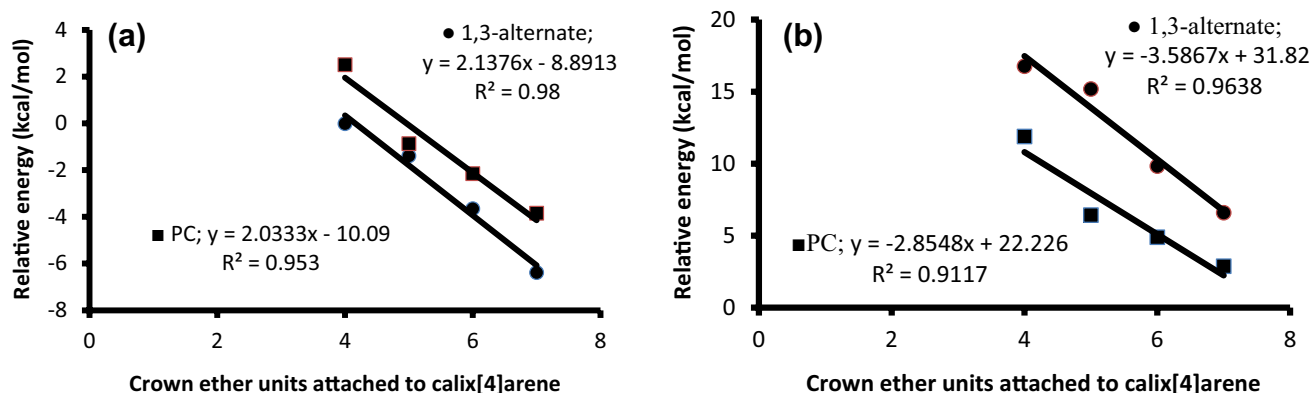 (a)
● 1,3-alternate;
y = 2.1376x - 8.8913
R² = 0.98
■ PC; y = 2.0333x - 10.09
R² = 0.953
Relative energy (kcal/mol)
4
2
0
-2
-4
-6
-8
0 2 4 6 8
Crown ether units attached to calix[4]arene
(b)
● 1,3-alternate;
y = -3.5867x + 31.82
R² = 0.9638
■PC; y = -2.8548x + 22.226
R² = 0.9117
Relative energy (kcal/mol)
20
15
10
5
0
0 2 4 6 8
Crown ether units attached to calix[4]arene